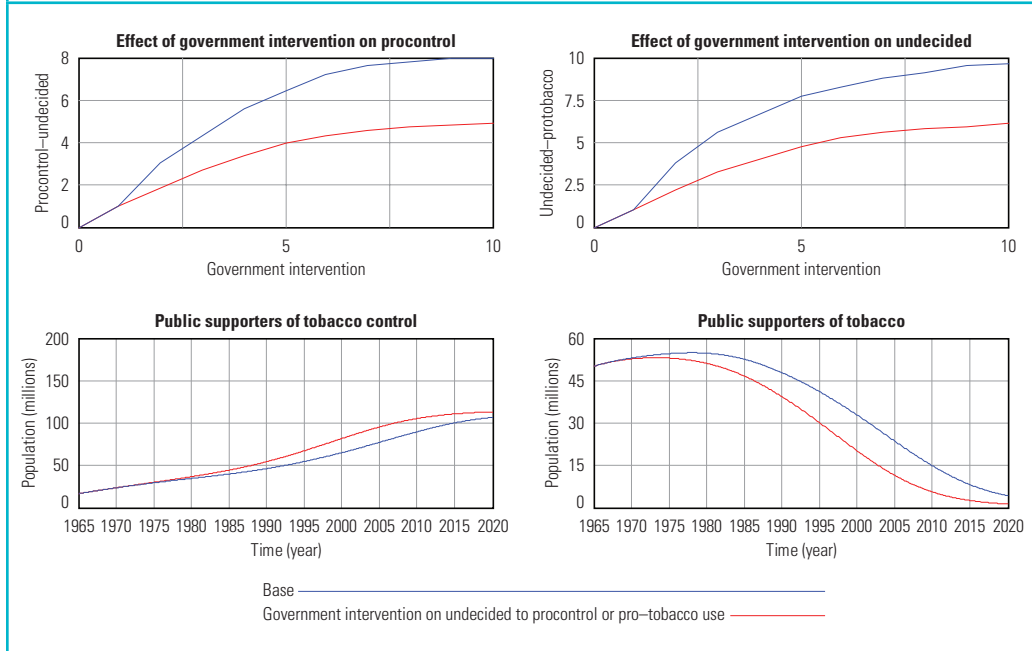 Effect of government intervention on procontrol
8
6
4
2
0
Procontrol–undecided
0 5 10
Government intervention
Effect of government intervention on undecided
10
7.5
5
2.5
0
Undecided–protobacco
0 5 10
Government intervention
Public supporters of tobacco control
200
150
100
50
0
Population (millions)
1965 1970 1975 1980 1985 1990 1995 2000 2005 2010 2015 2020
Time (year)
Public supporters of tobacco
60
45
30
15
0
Population (millions)
1965 1970 1975 1980 1985 1990 1995 2000 2005 2010 2015 2020
Time (year)
Base
Government intervention on undecided to procontrol or pro–tobacco use